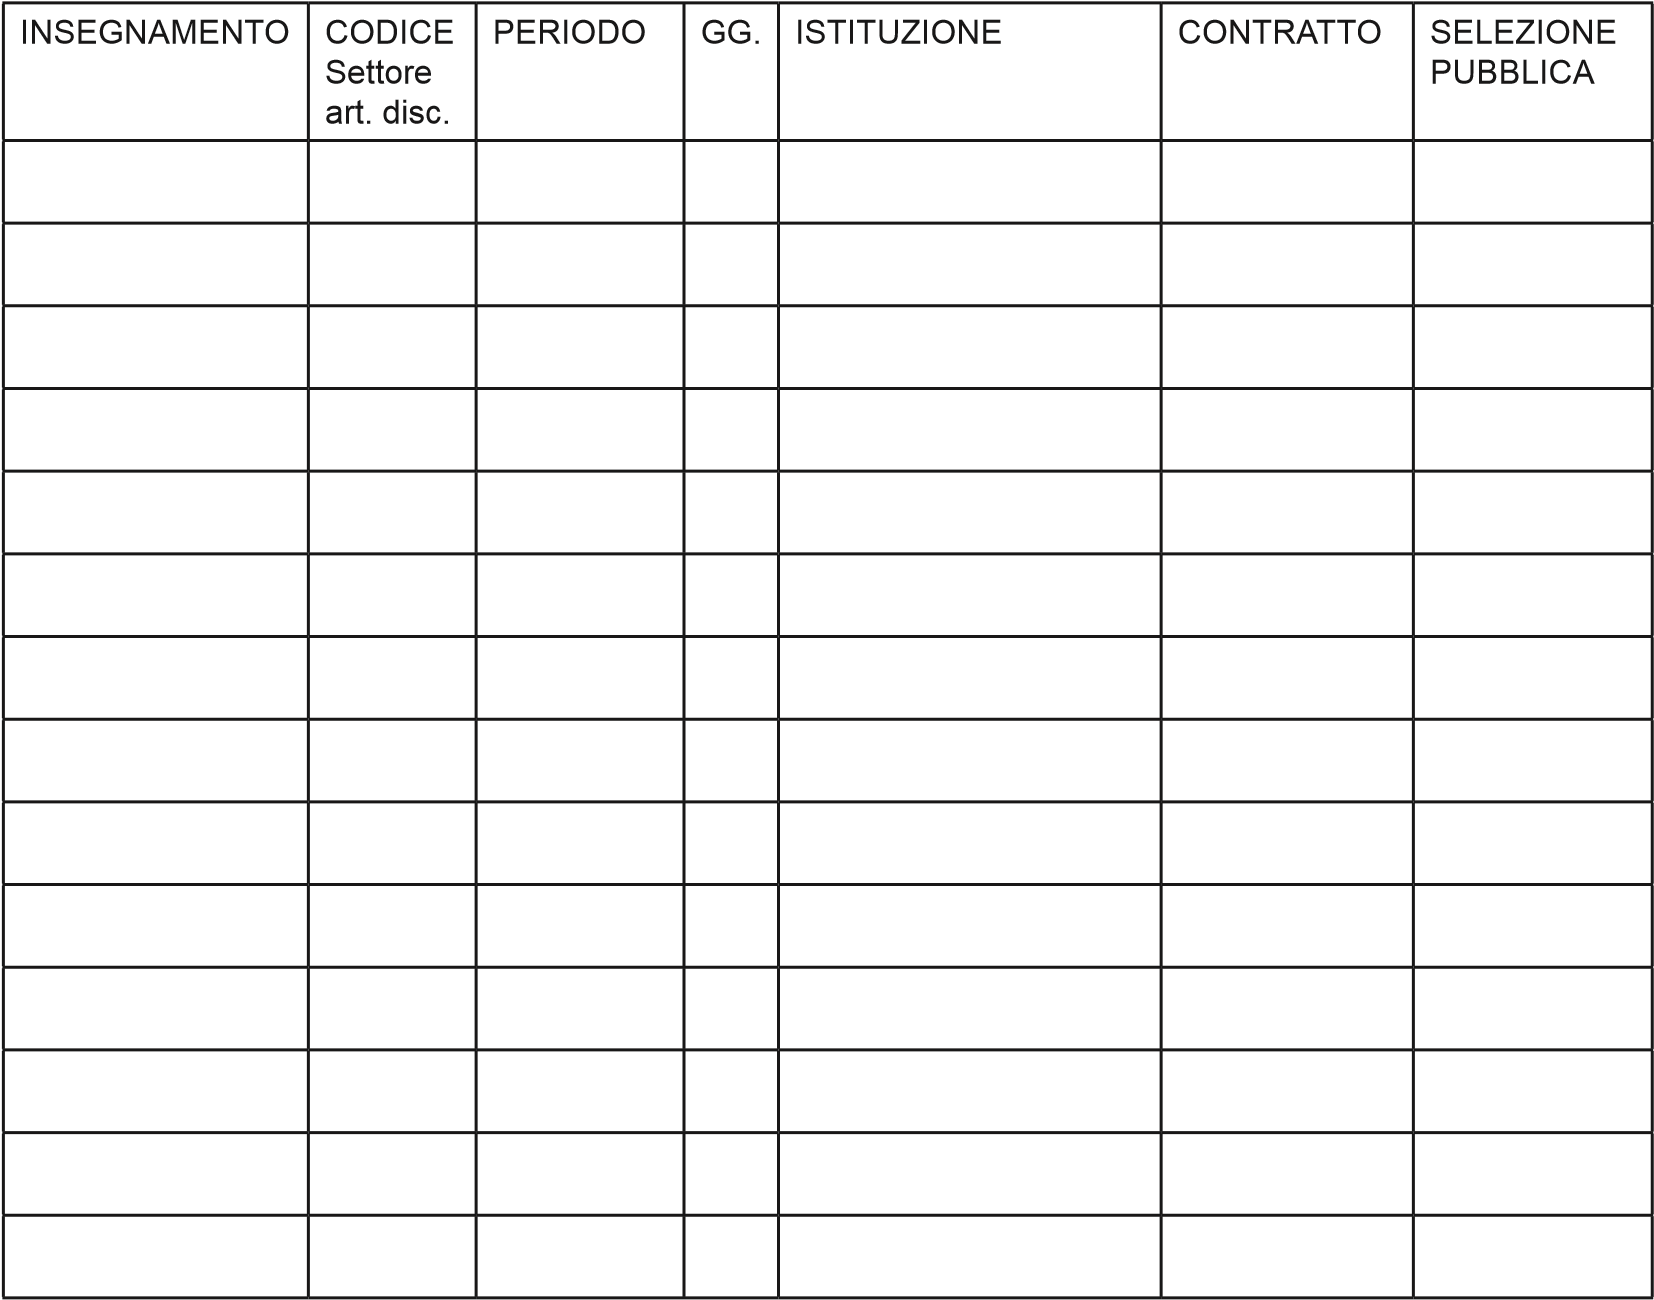 INSEGNAMENTO
CODICE
Settore
art. disc.
PERIODO
GG.
ISTITUZIONE
CONTRATTO
SELEZIONE
PUBBLICA